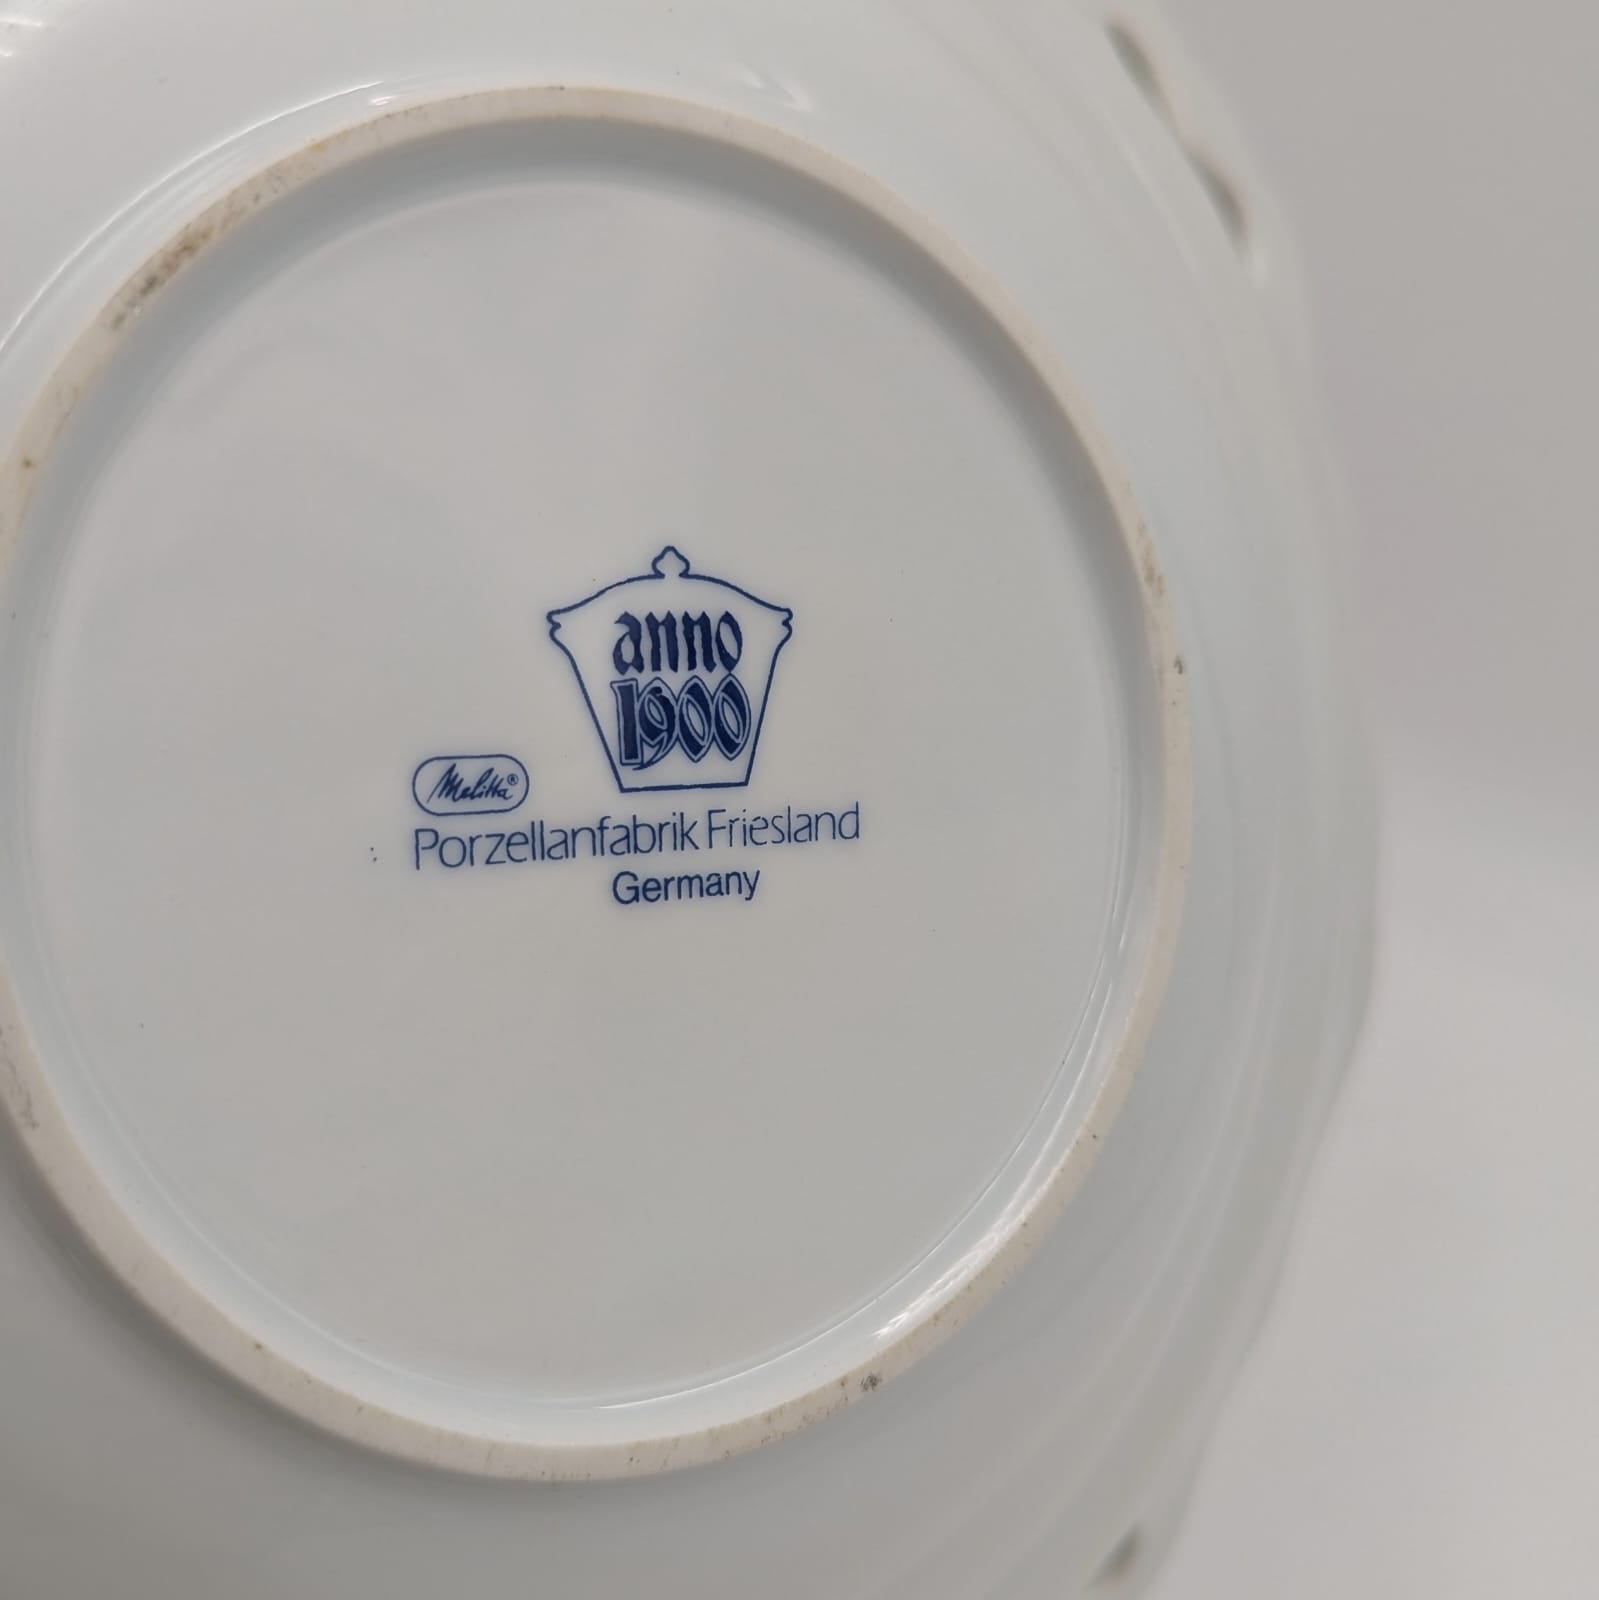 anno
1900
Melitta®
Porzellanfabrik Friesland
Germany